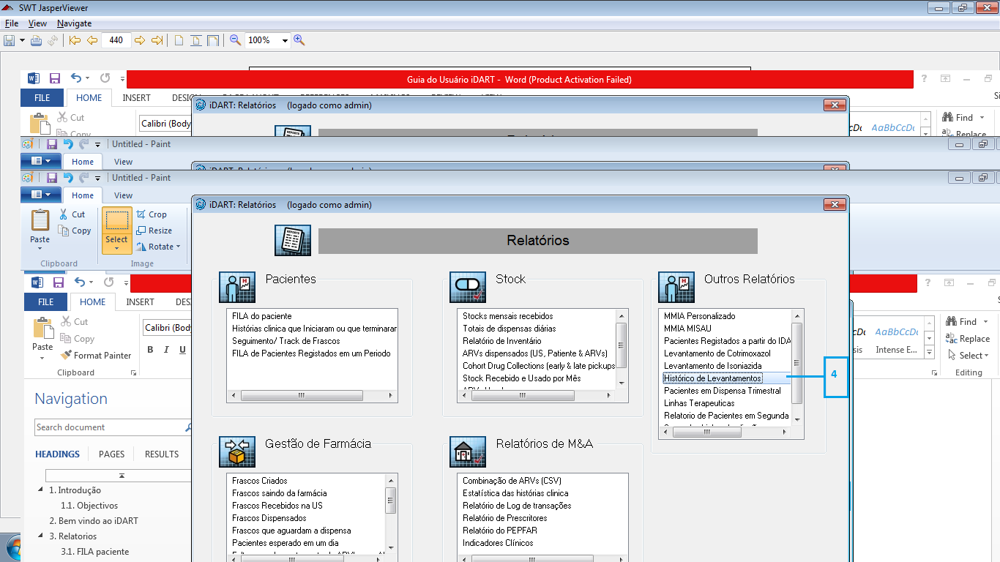 SWT JasperViewer
File View Navigate
440
100%
Guia do Usuário iDART - Word (Product Activation Failed)
FILE HOME INSERT
Cut
Calibri (Body
Find
AaBbCcDc
Replace
iDART: Relatórios (logado como admin)
Untitled - Paint
Home View
Untitled - Paint
Home View
Paste
Cut
Copy
Clipboard
Select
Crop
Resize
Rotate
Image
iDART: Relatórios (logado como admin)
REPORTS
Relatórios
Pacientes
FILA do paciente
Histórias clinica que Iniciaram ou que terminarar
Seguimento/ Track de Frascos
FILA de Pacientes Registados em um Periodo
Stock
Stocks mensais recebidos
Totais de dispensas diárias
Relatório de Inventário
ARVs dispensados (US, Patiente & ARVs)
Cohort Drug Collections (early & late pickups
Stock Recebido e Usado por Mês
Outros Relatórios
MMIA Personalizado
MMIA MISAU
Pacientes Registados a partir do IDA
Levantamento de Cotrimoxazol
Levantamento de Isoniazida
Histórico de Levantamentos
Pacientes em Dispensa Trimestral
Linhas Terapeuticas
Relatorio de Pacientes em Segunda
4
Gestão de Farmácia
Frascos Criados
Frascos saindo da farmácia
Frascos Recebidos na US
Frascos Dispensados
Frascos que aguardam a dispensa
Pacientes esperado em um dia
Relatórios de M&A
Combinação de ARVs (CSV)
Estatística das histórias clinica
Relatório de Log de transações
Relatório de Prescritores
Relatório do PEPFAR
Indicadores Clínicos
FILE HOME INSERT DES
Paste
Cut
Copy
Format Painter
Clipboard
Calibri (Body
B I U
AaBbCcDc
Intense E...
Find
Replace
Select
Editing
Navigation
Search document
HEADINGS PAGES RESULTS
1. Introdução
1.1. Objectivos
2. Bem vindo ao iDART
3. Relatorios
3.1. FILA paciente